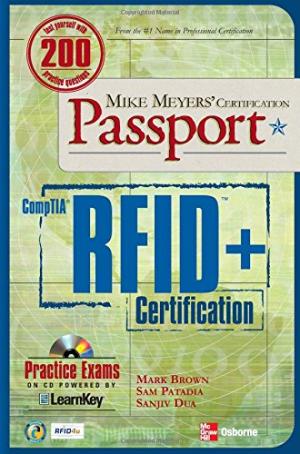 test yourself with
200
practice questions
From the #1 Name in Professional Certification
MIKE MEYERS' CERTIFICATION
Passport
CompTIA®
RFID+™
Certification
Practice Exams
ON CD POWERED BY
LearnKey
MARK BROWN
SAM PATADIA
SANJIV DUA
RFID4u
Mc
Graw
Hill
Osborne